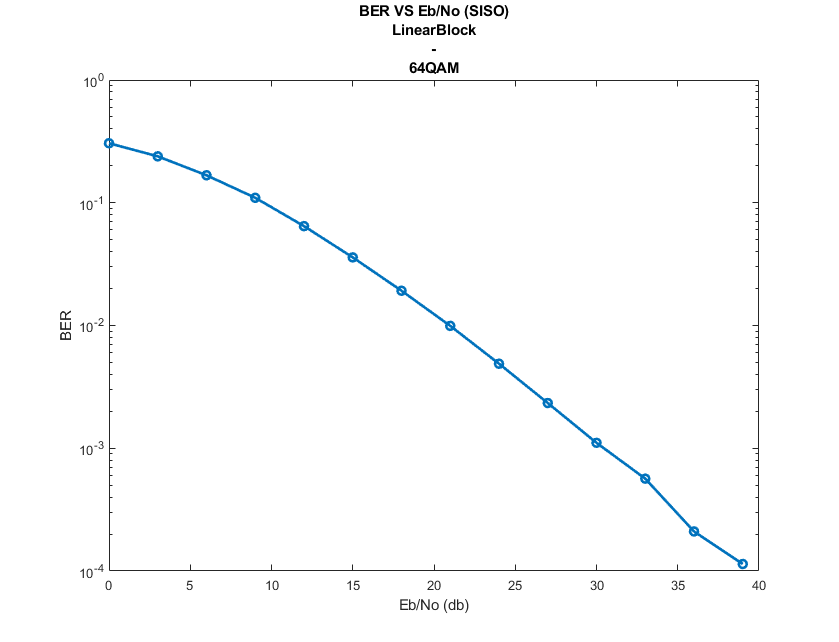 BER VS Eb/No (SISO)
LinearBlock
-
64QAM
10^0
10^-1
10^-2
10^-3
10^-4
BER
0 5 10 15 20 25 30 35 40
Eb/No (db)